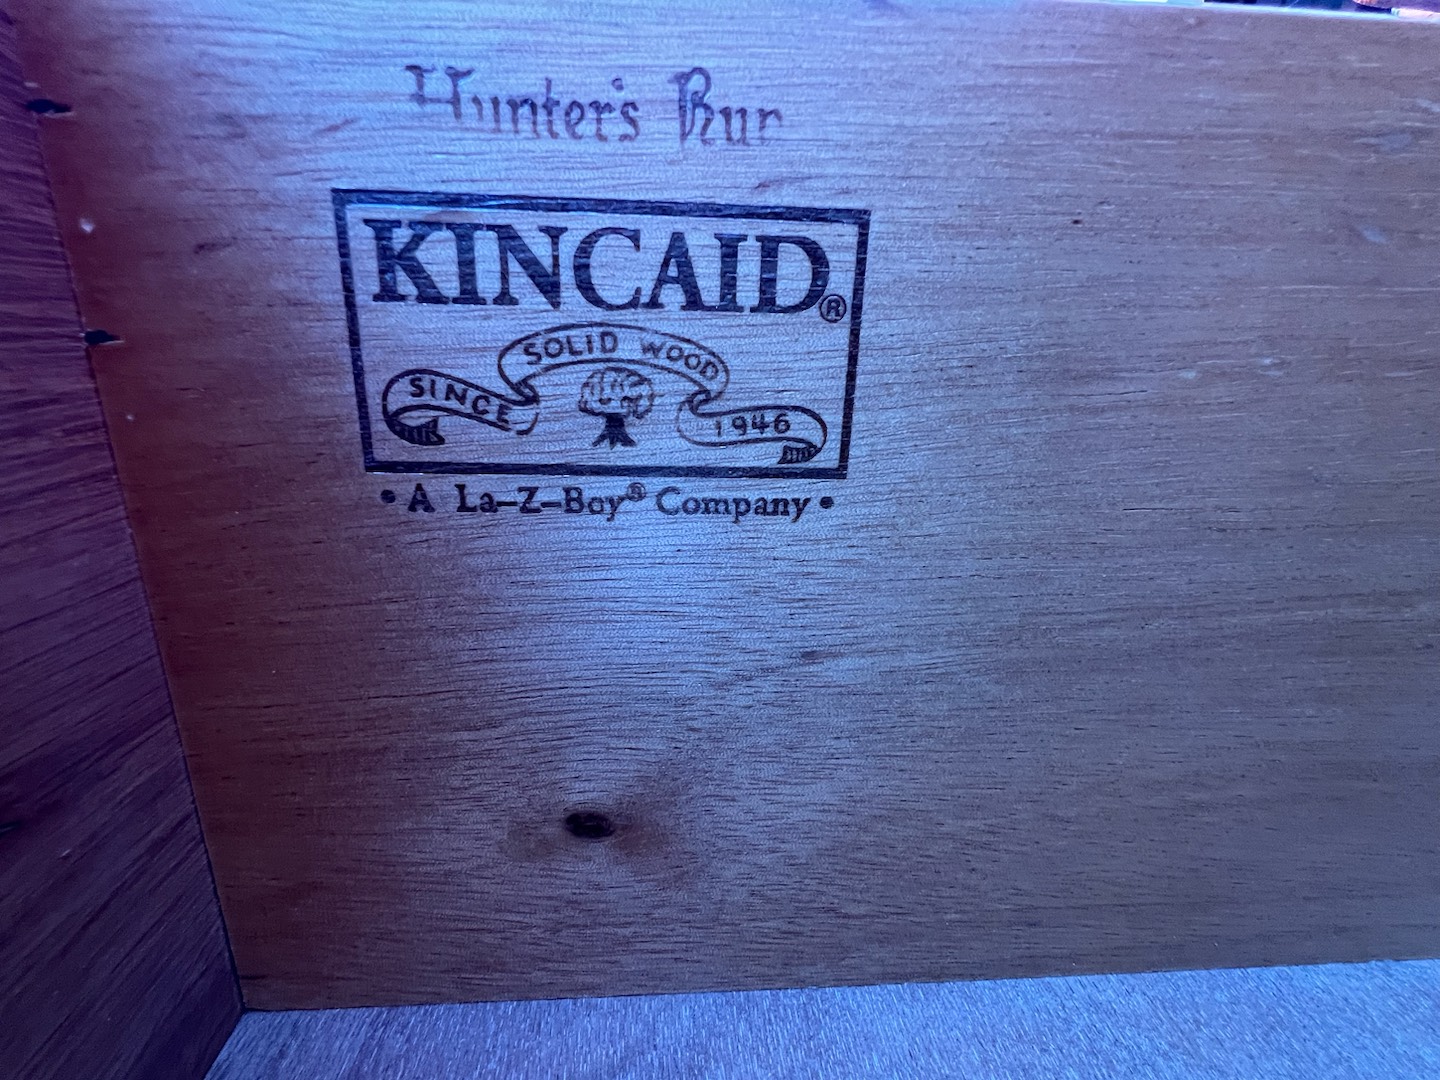 Hunter's Run
KINCAID®
SOLID WOOD
SINCE 1946
• A La-Z-Boy® Company •